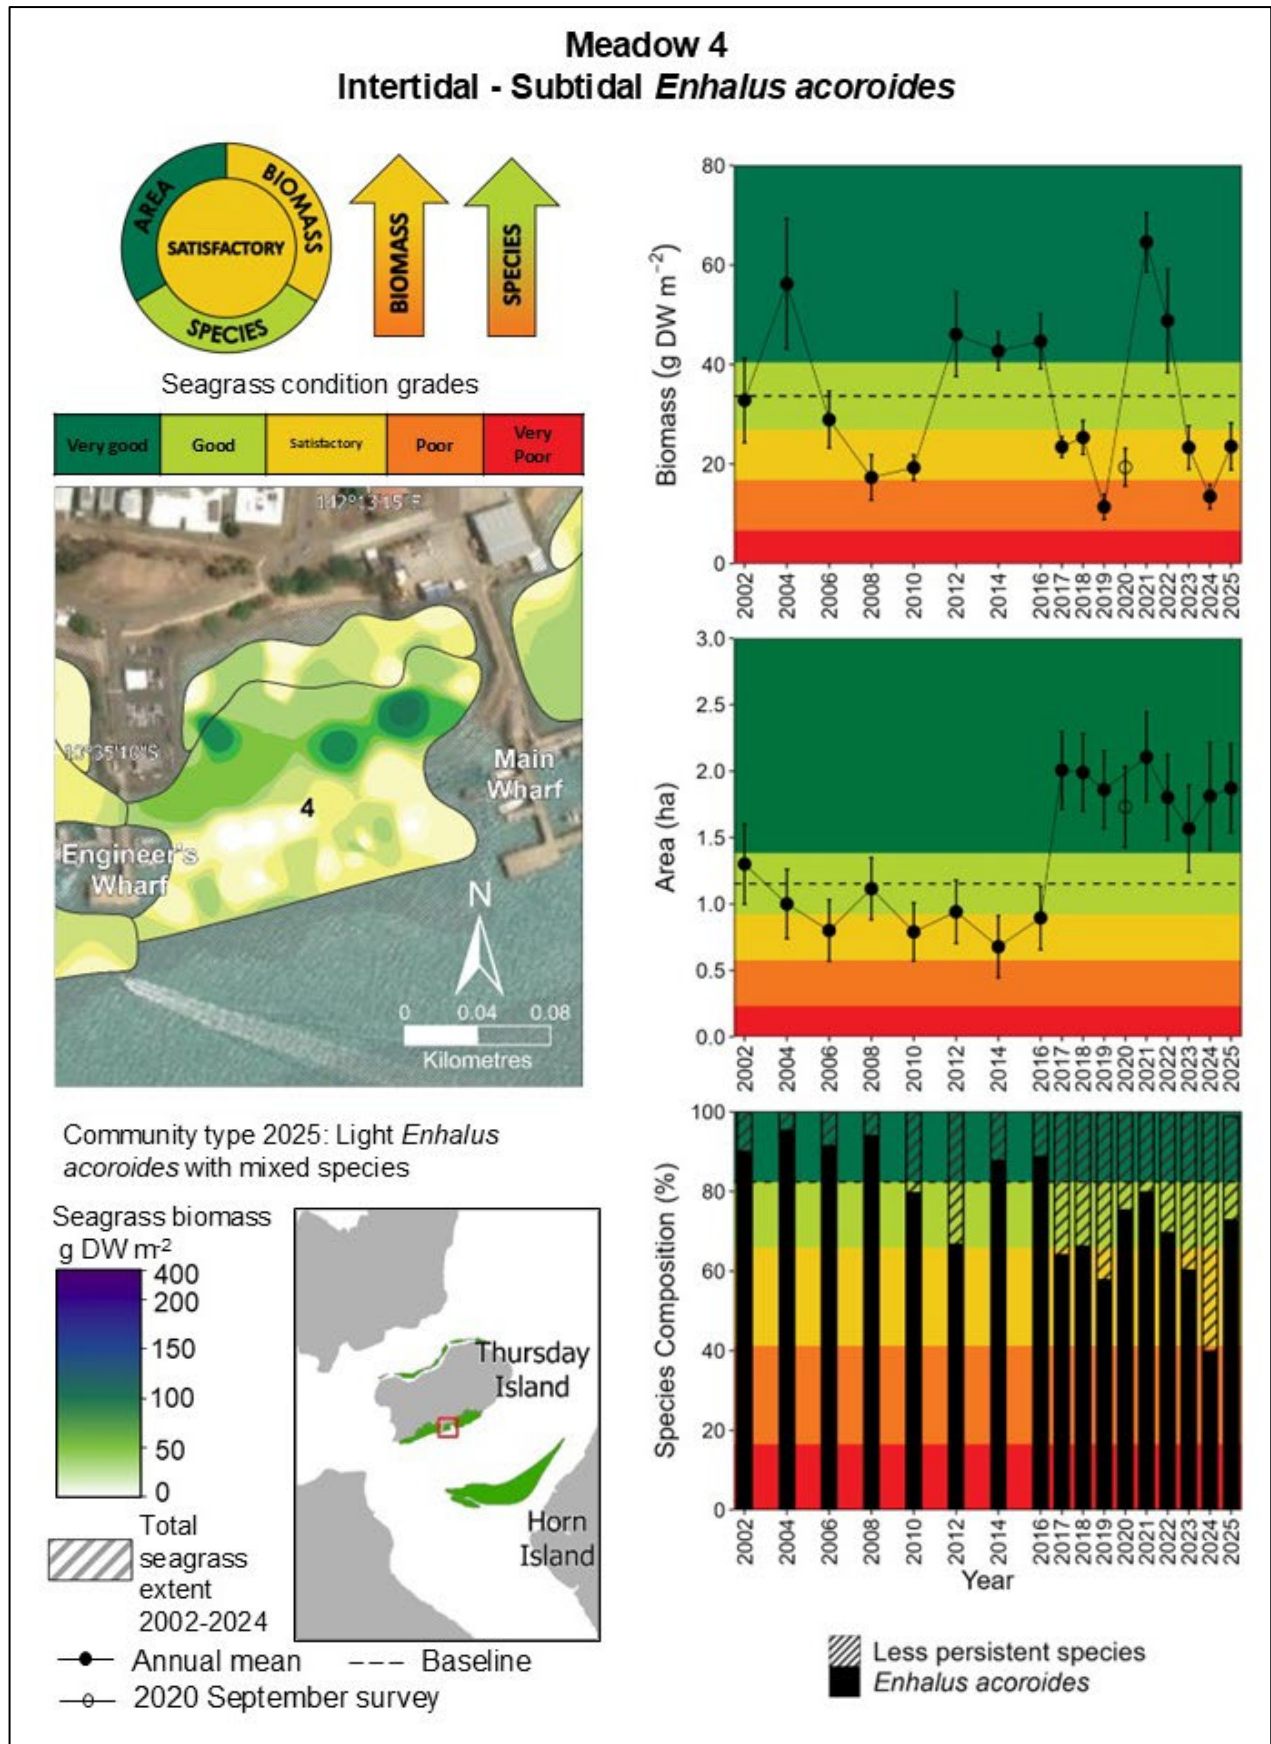 Meadow 4
Intertidal - Subtidal Enhalus acoroides
AREA
BIOMASS
SATISFACTORY
SPECIES
BIOMASS
SPECIES
Seagrass condition grades
Very good
Good
Satisfactory
Poor
Very
Poor
142°13'15"E
Main
Wharf
4
Engineer's
Wharf
N
0 0.04 0.08
Kilometres
Community type 2025: Light Enhalus
acoroides with mixed species
Seagrass biomass
g DW m-2
400
200
150
100
50
0
Total
seagrass
extent
2002-2024
Thursday
Island
Horn
Island
Annual mean
Baseline
2020 September survey
Biomass (g DW m−2)
80
60
40
20
0
2002 2004 2006 2008 2010 2012 2014 2016 2017 2018 2019 2020 2021 2022 2023 2024 2025
Area (ha)
3.0
2.5
2.0
1.5
1.0
0.5
0.0
2002 2004 2006 2008 2010 2012 2014 2016 2017 2018 2019 2020 2021 2022 2023 2024 2025
Species Composition (%)
100
80
60
40
20
0
2002 2004 2006 2008 2010 2012 2014 2016 2017 2018 2019 2020 2021 2022 2023 2024 2025
Year
Less persistent species
Enhalus acoroides